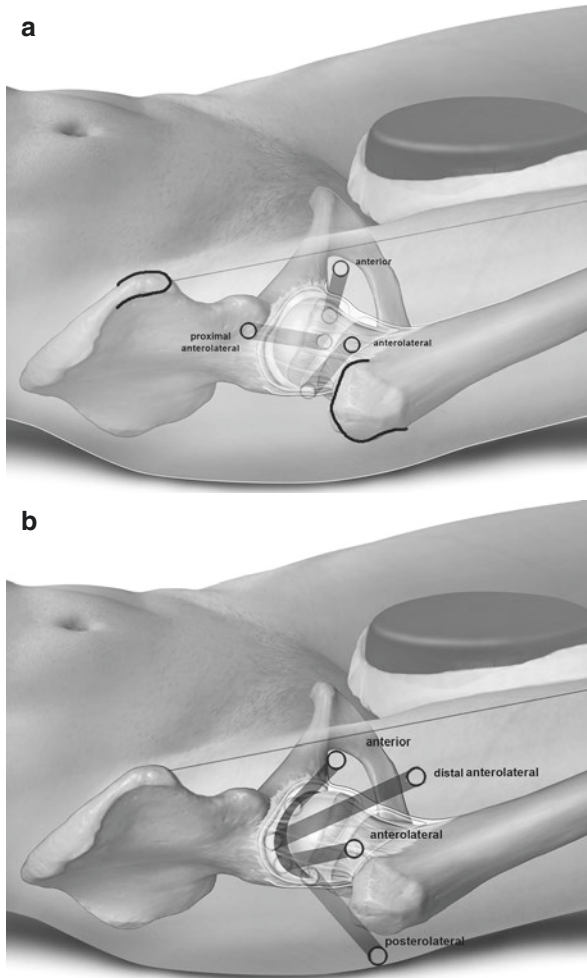 a
anterior
proximal
anterolateral
anterolateral
b
anterior
distal anterolateral
anterolateral
posterolateral